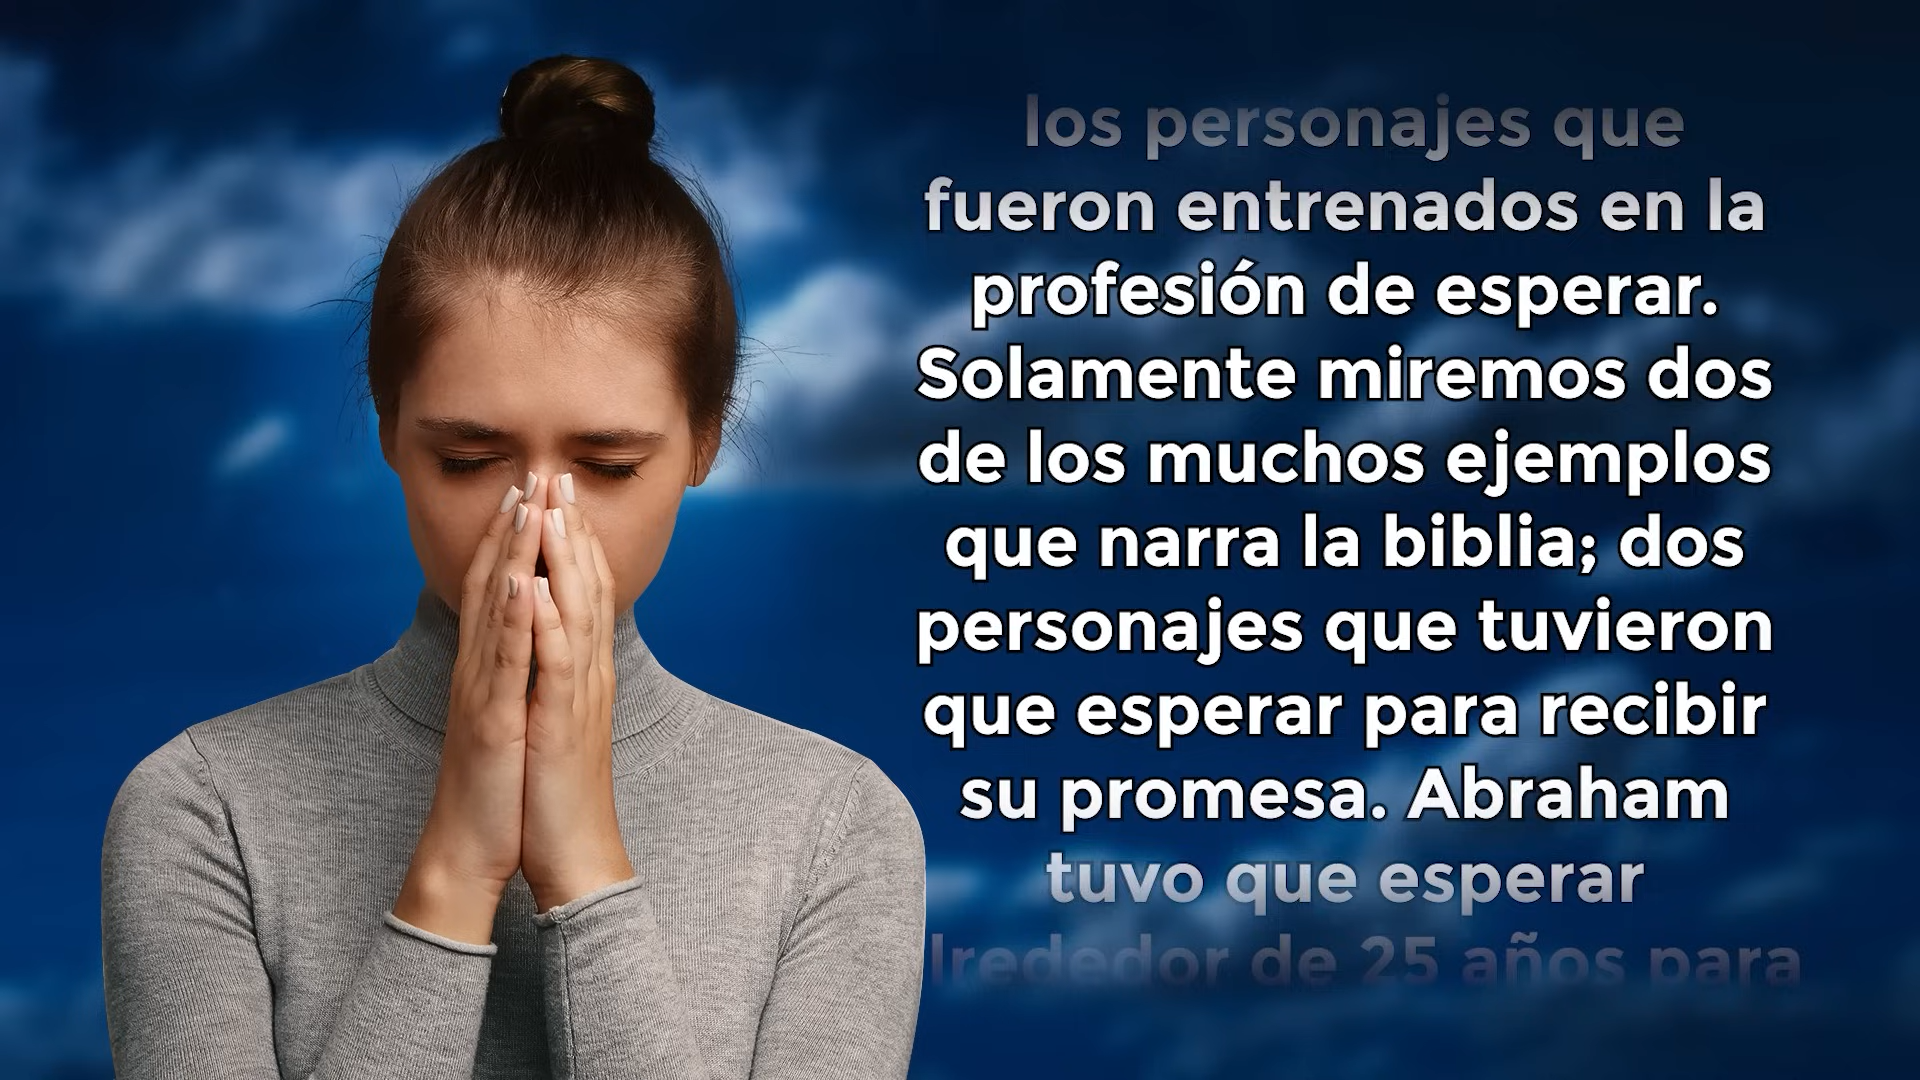 los personajes que
fueron entrenados en la
profesión de esperar.
Solamente miremos dos
de los muchos ejemplos
que narra la biblia; dos
personajes que tuvieron
que esperar para recibir
su promesa. Abraham
tuvo que esperar
lrededor de 25 años para